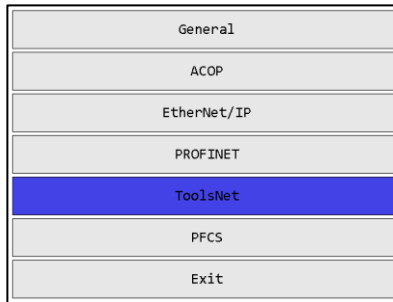 General
ACOP
EtherNet/IP
PROFINET
ToolsNet
PFCS
Exit